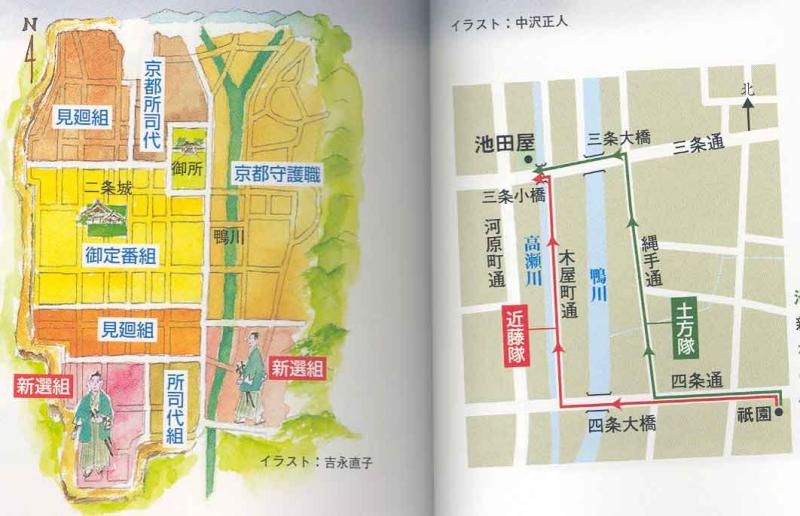 N
見廻組
京都所司代
御所
京都守護職
二条城
鴨川
御定番組
見廻組
新選組
所司代組
新選組
イラスト：吉永直子
イラスト：中沢正人
北
池田屋
三条大橋
三条通
三条小橋
河原町通
高瀬川
木屋町通
鴨川
縄手通
近藤隊
土方隊
四条通
四条大橋
祇園